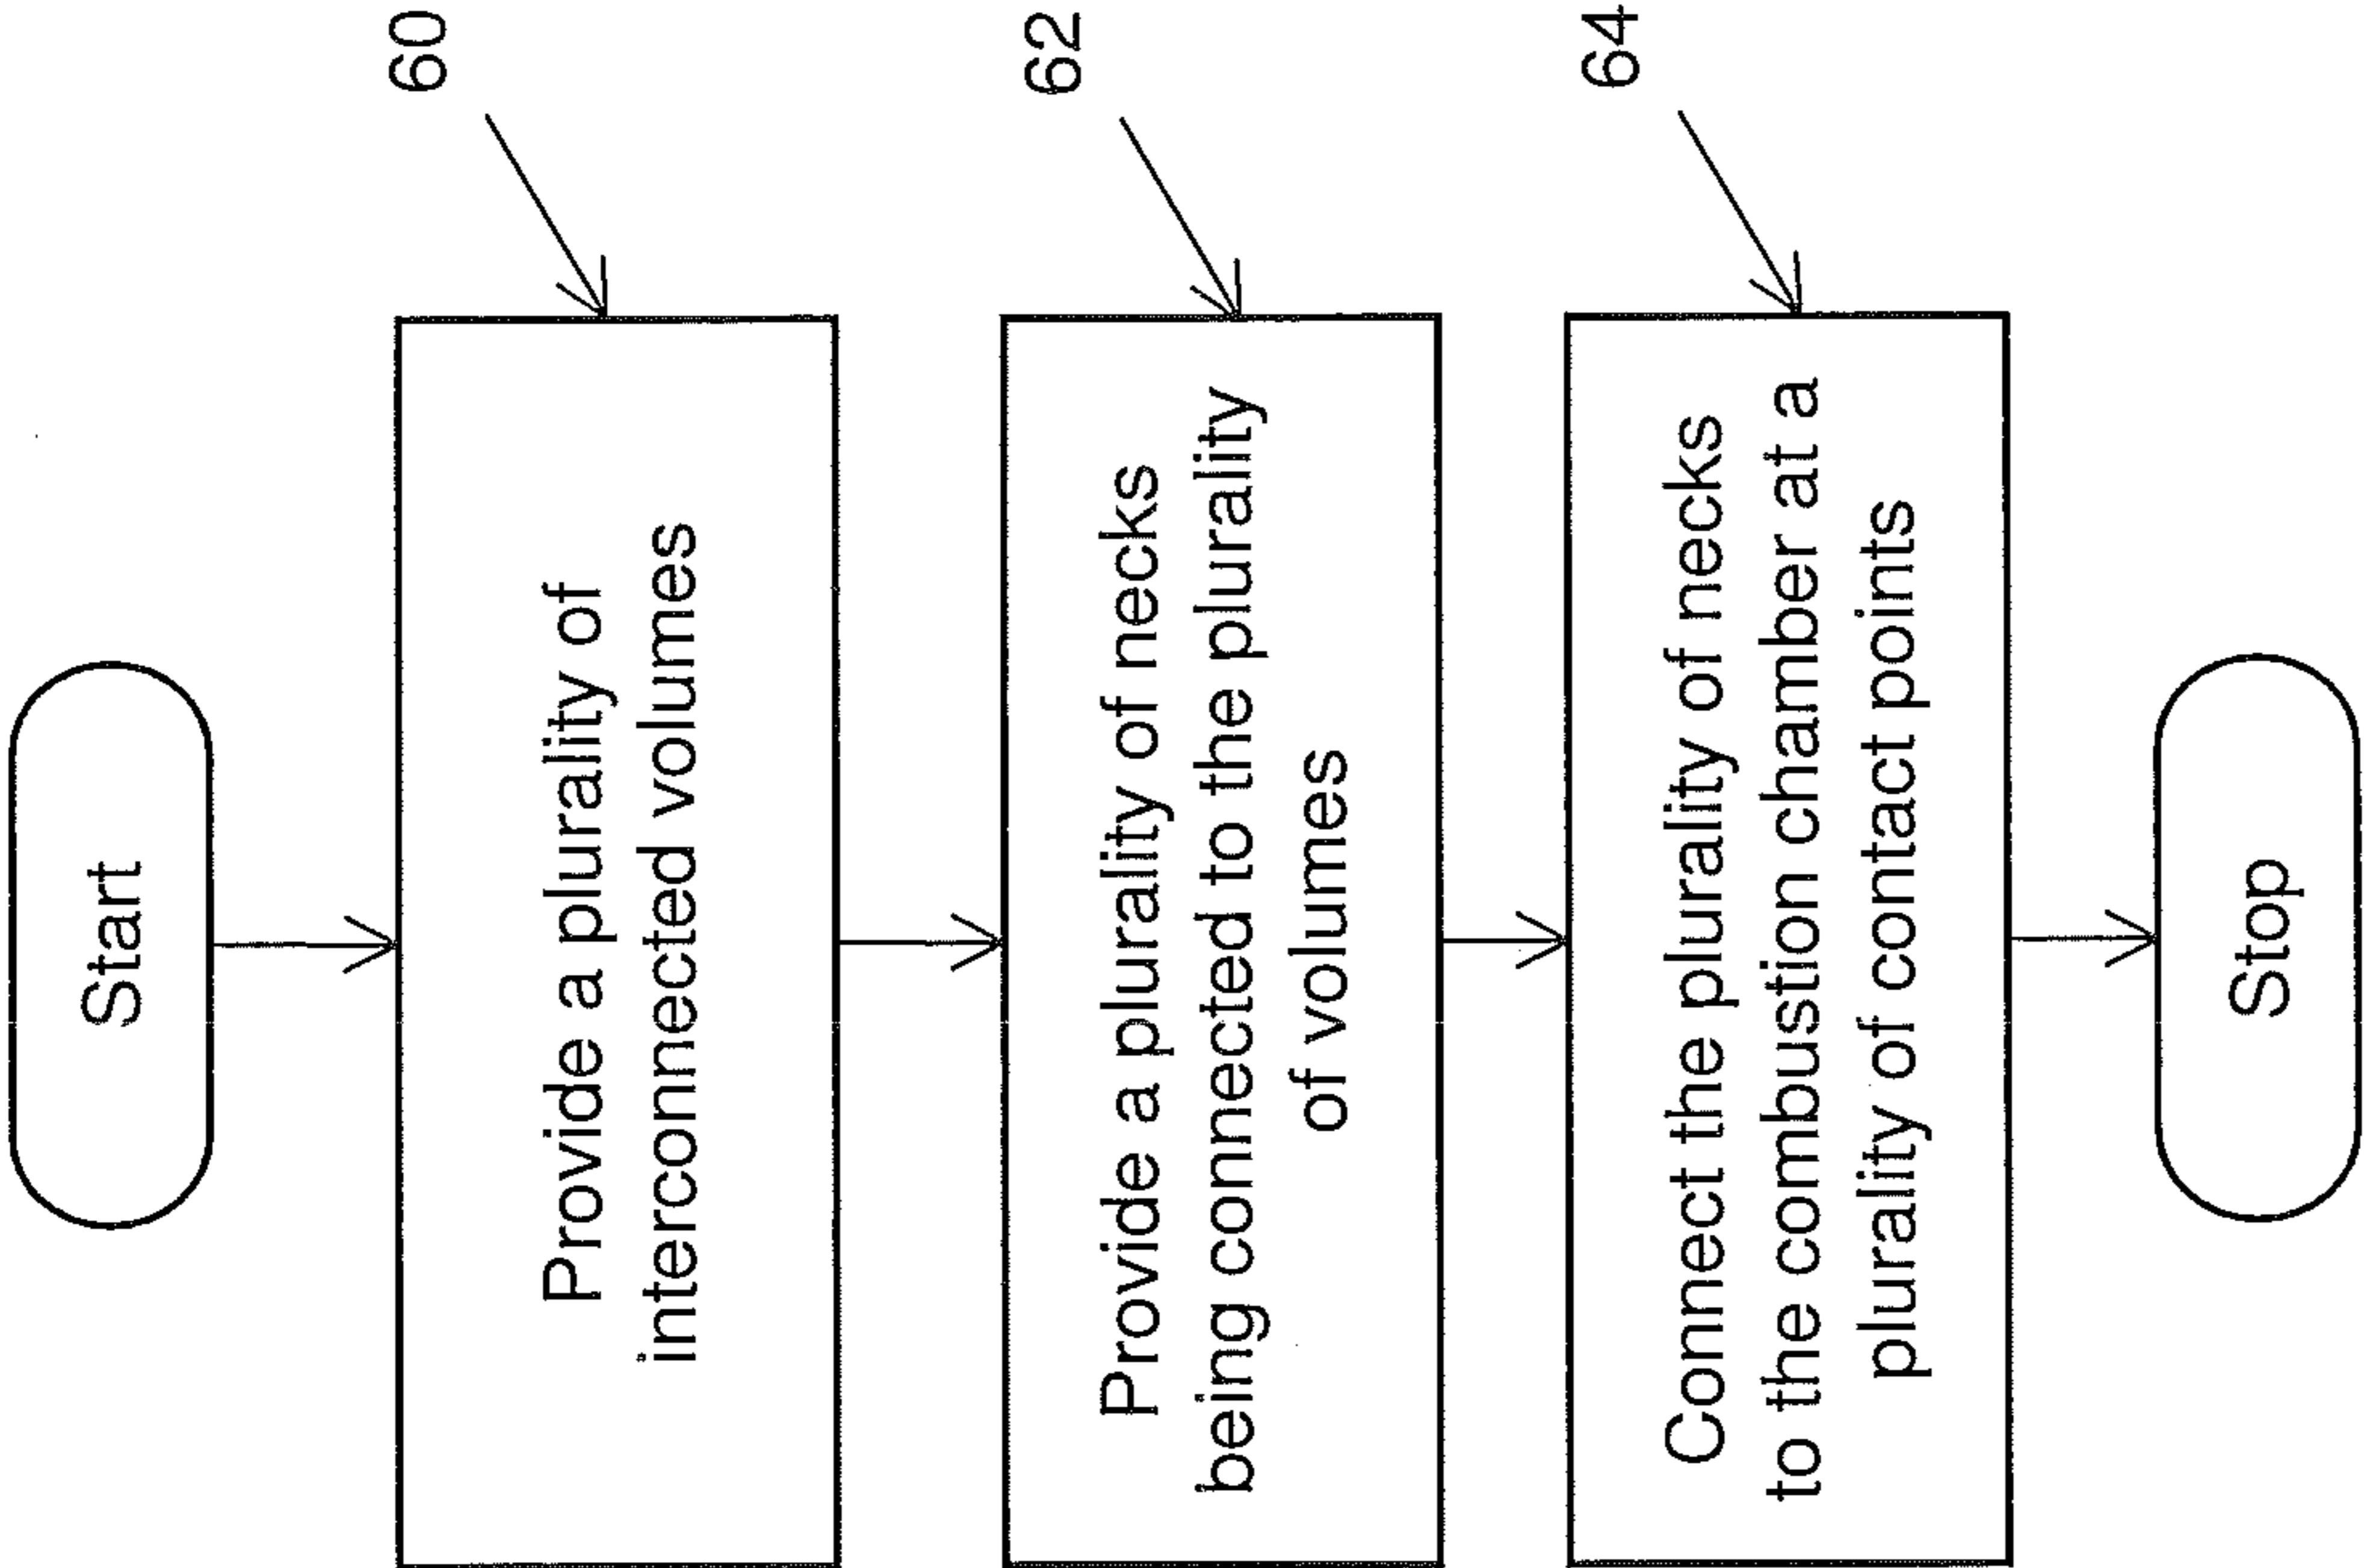 Start
60
Provide a plurality of
interconnected volumes
62
Provide a plurality of necks
being connected to the plurality
of volumes
64
Connect the plurality of necks
to the combustion chamber at a
plurality of contact points
Stop